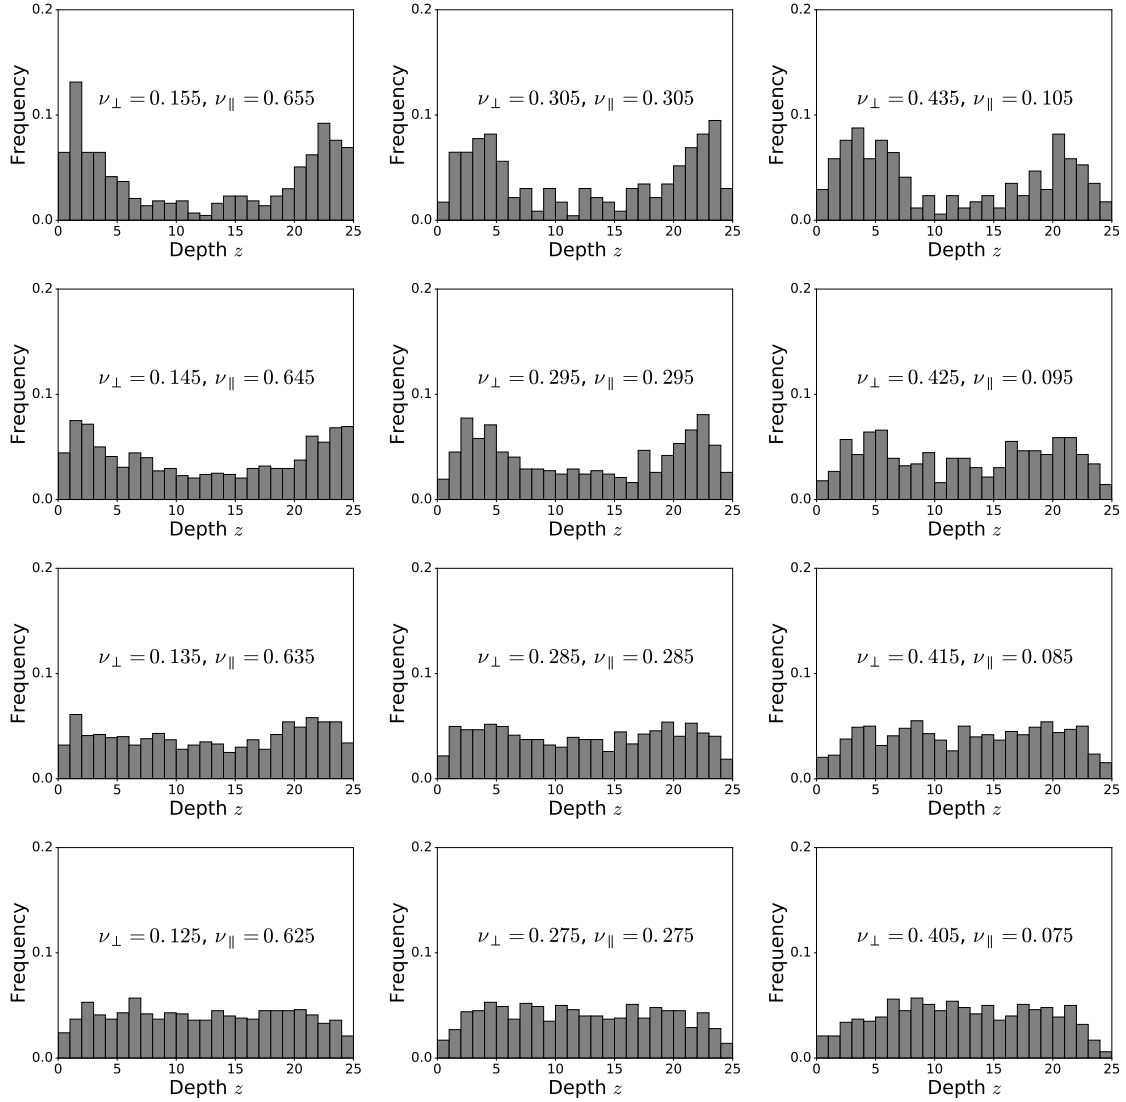 0.2
0.1
0.0
Frequency
ν⊥ = 0.155, ν∥ = 0.655
0 5 10 15 20 25
Depth z
0.2
0.1
0.0
Frequency
ν⊥ = 0.305, ν∥ = 0.305
0 5 10 15 20 25
Depth z
0.2
0.1
0.0
Frequency
ν⊥ = 0.435, ν∥ = 0.105
0 5 10 15 20 25
Depth z
0.2
0.1
0.0
Frequency
ν⊥ = 0.145, ν∥ = 0.645
0 5 10 15 20 25
Depth z
0.2
0.1
0.0
Frequency
ν⊥ = 0.295, ν∥ = 0.295
0 5 10 15 20 25
Depth z
0.2
0.1
0.0
Frequency
ν⊥ = 0.425, ν∥ = 0.095
0 5 10 15 20 25
Depth z
0.2
0.1
0.0
Frequency
ν⊥ = 0.135, ν∥ = 0.635
0 5 10 15 20 25
Depth z
0.2
0.1
0.0
Frequency
ν⊥ = 0.285, ν∥ = 0.285
0 5 10 15 20 25
Depth z
0.2
0.1
0.0
Frequency
ν⊥ = 0.415, ν∥ = 0.085
0 5 10 15 20 25
Depth z
0.2
0.1
0.0
Frequency
ν⊥ = 0.125, ν∥ = 0.625
0 5 10 15 20 25
Depth z
0.2
0.1
0.0
Frequency
ν⊥ = 0.275, ν∥ = 0.275
0 5 10 15 20 25
Depth z
0.2
0.1
0.0
Frequency
ν⊥ = 0.405, ν∥ = 0.075
0 5 10 15 20 25
Depth z